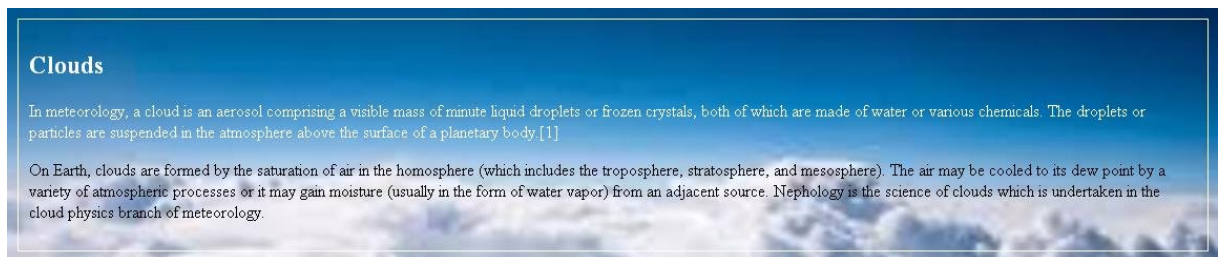 Clouds
In meteorology, a cloud is an aerosol comprising a visible mass of minute liquid droplets or frozen crystals, both of which are made of water or various chemicals. The droplets or
particles are suspended in the atmosphere above the surface of a planetary body.[1]
On Earth, clouds are formed by the saturation of air in the homosphere (which includes the troposphere, stratosphere, and mesosphere). The air may be cooled to its dew point by a
variety of atmospheric processes or it may gain moisture (usually in the form of water vapor) from an adjacent source. Nephology is the science of clouds which is undertaken in the
cloud physics branch of meteorology.